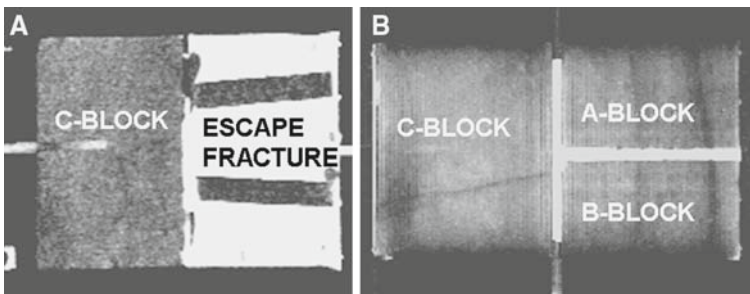 A
C-BLOCK
ESCAPE
FRACTURE
B
C-BLOCK
A-BLOCK
B-BLOCK